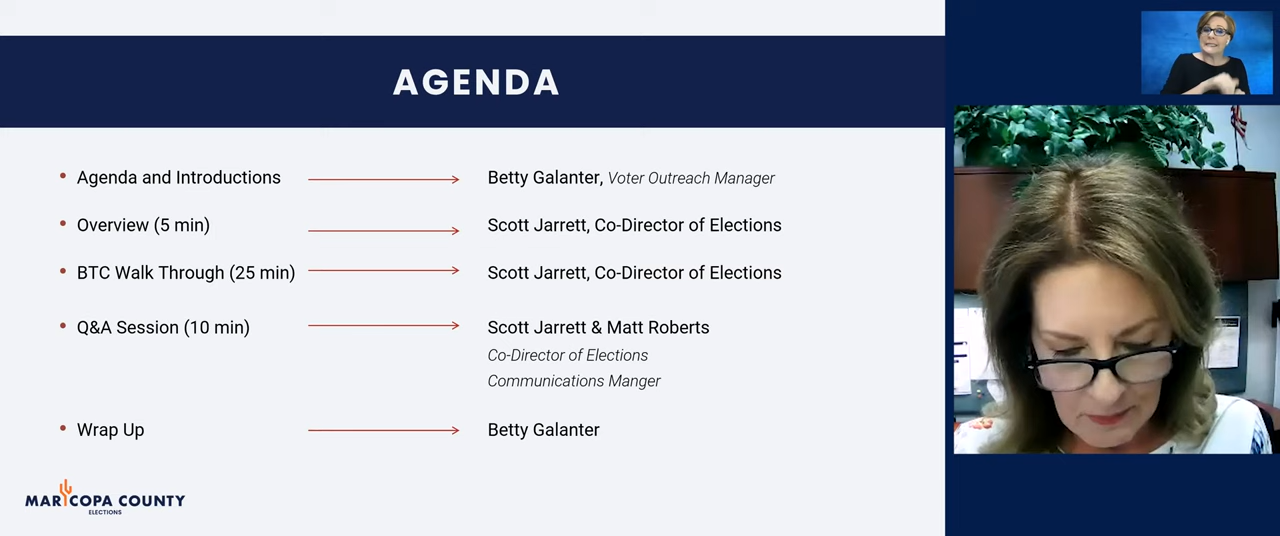 AGENDA
• Agenda and Introductions
Betty Galanter, Voter Outreach Manager
• Overview (5 min)
Scott Jarrett, Co-Director of Elections
• BTC Walk Through (25 min)
Scott Jarrett, Co-Director of Elections
• Q&A Session (10 min)
Scott Jarrett & Matt Roberts
Co-Director of Elections
Communications Manger
• Wrap Up
Betty Galanter
MARICOPA COUNTY
ELECTIONS